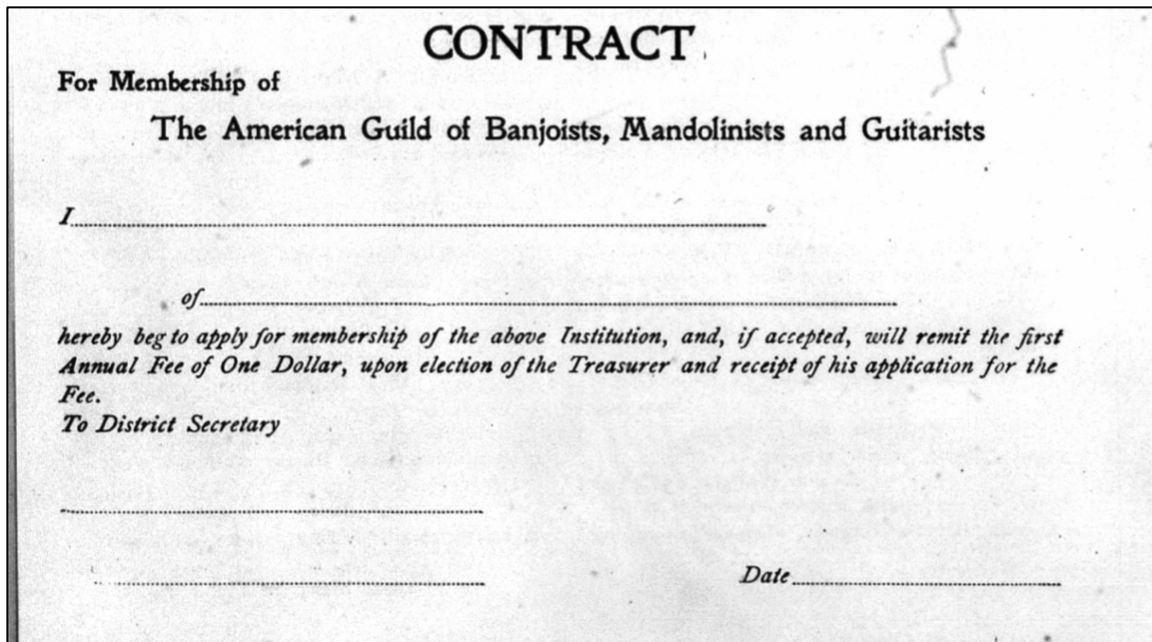 CONTRACT
For Membership of
The American Guild of Banjoists, Mandolinists and Guitarists
I
of
hereby beg to apply for membership of the above Institution, and, if accepted, will remit the first
Annual Fee of One Dollar, upon election of the Treasurer and receipt of his application for the
Fee.
To District Secretary
Date